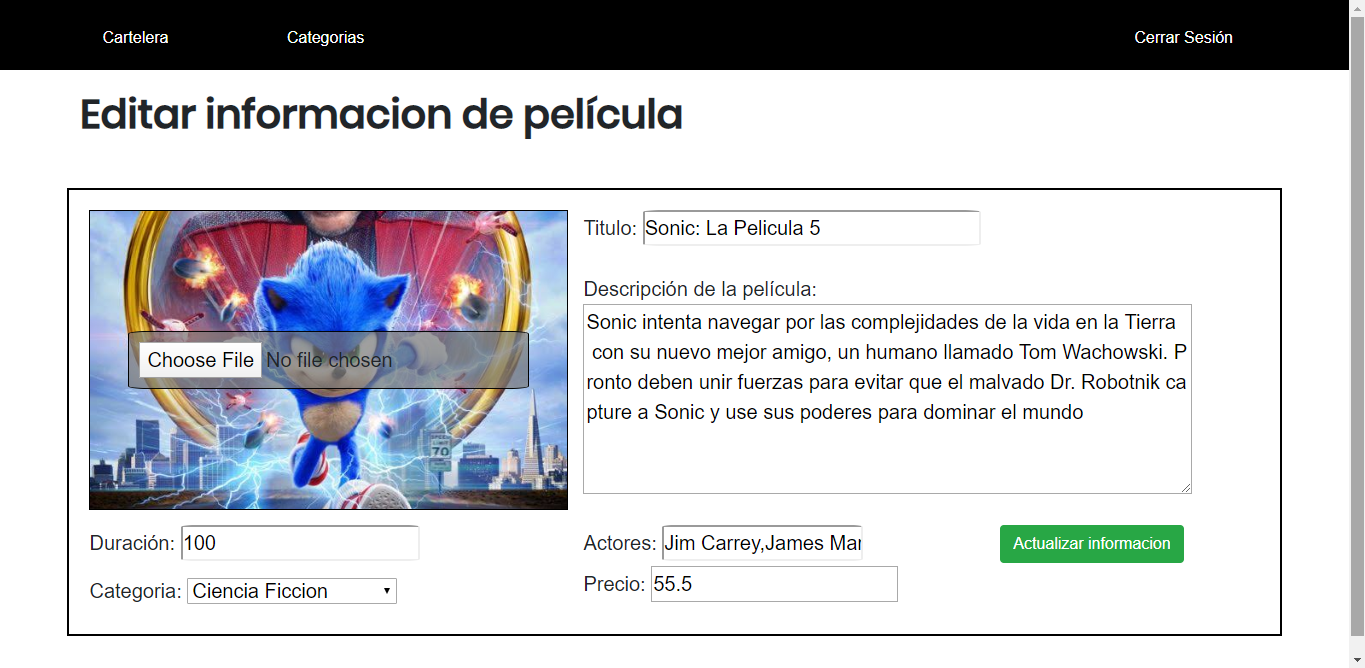 Cartelera Categorias Cerrar Sesión
Editar informacion de película
Choose File No file chosen
70
Titulo: Sonic: La Pelicula 5
Descripción de la película:
Sonic intenta navegar por las complejidades de la vida en la Tierra
con su nuevo mejor amigo, un humano llamado Tom Wachowski. P
ronto deben unir fuerzas para evitar que el malvado Dr. Robotnik ca
pture a Sonic y use sus poderes para dominar el mundo
Duración: 100
Categoria: Ciencia Ficcion
Actores: Jim Carrey,James Mar
Precio: 55.5
Actualizar informacion